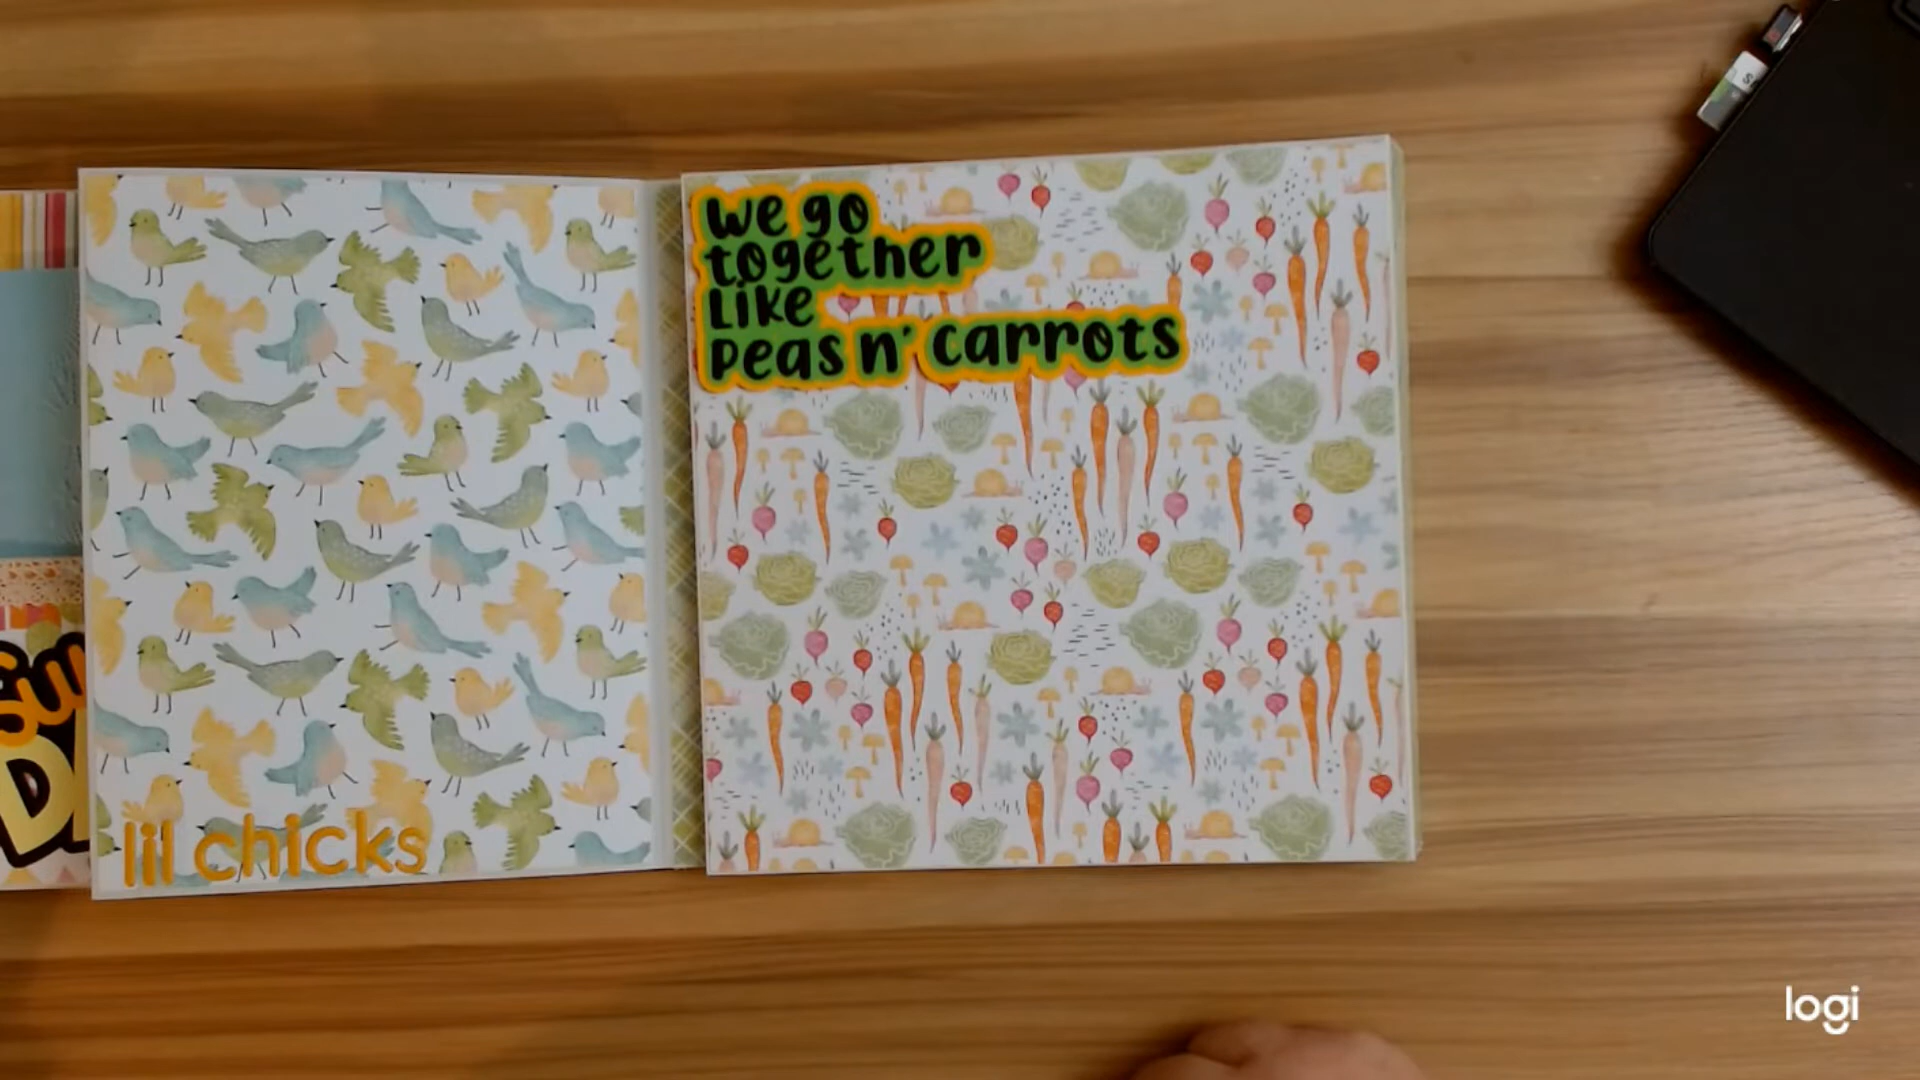 we go
together
Like
peas n' carrots
lil chicks
logi